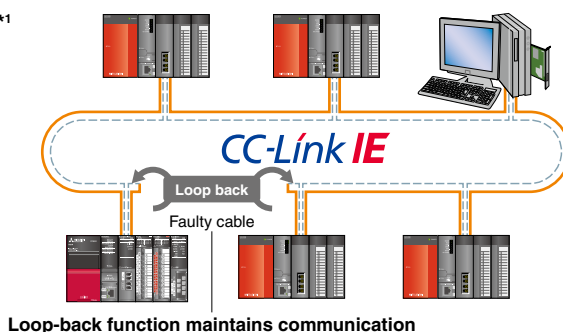 *1
CC-Link IE
Loop back
Faulty cable
Loop-back function maintains communication